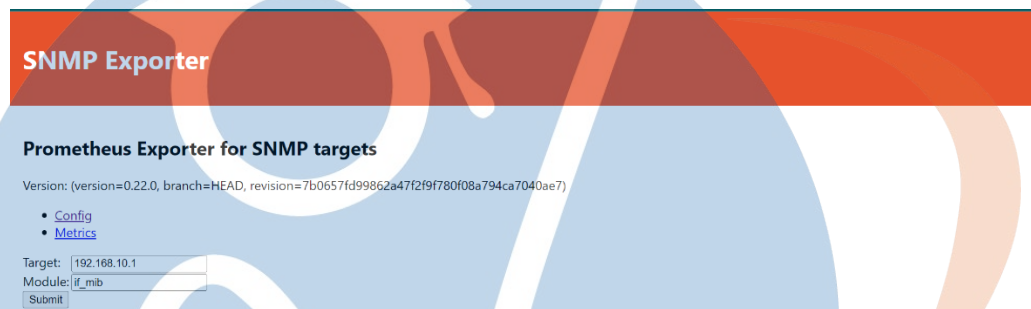 SNMP Exporter
Prometheus Exporter for SNMP targets
Version: (version=0.22.0, branch=HEAD, revision=7b0657fd99862a47f2f9f780f08a794ca7040ae7)
Config
Metrics
Target: 192.168.10.1
Module: if_mib
Submit